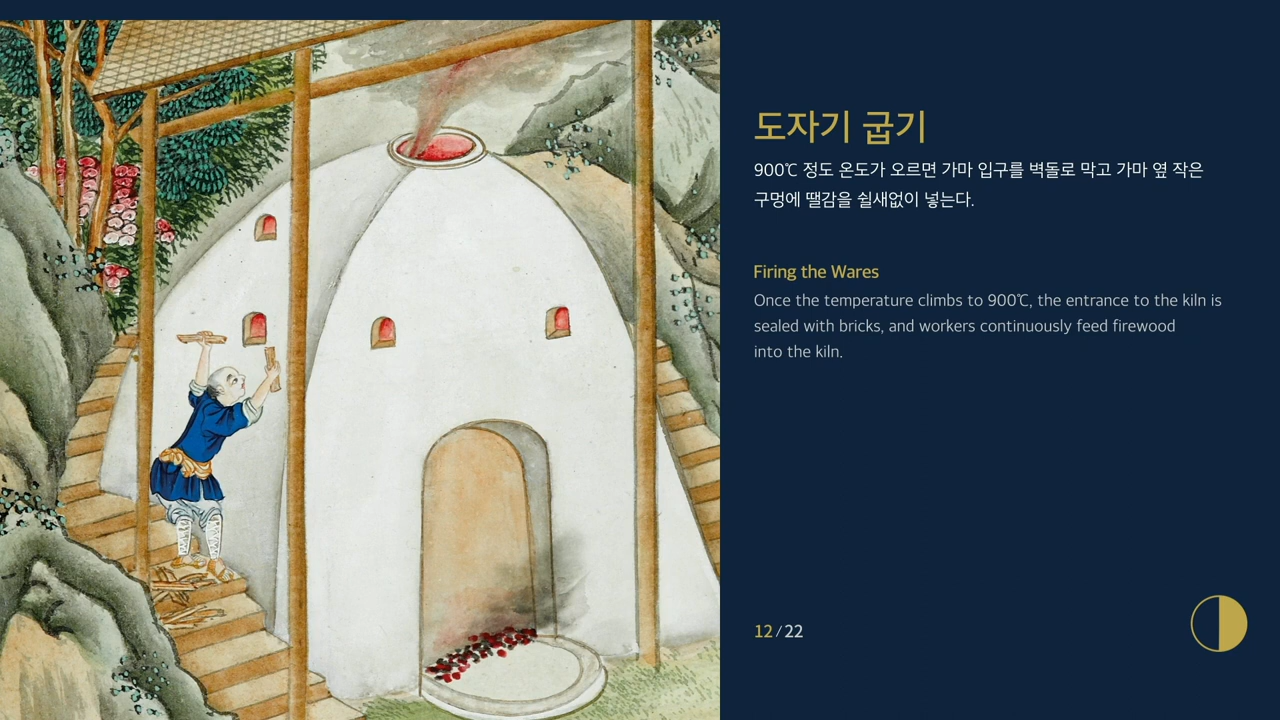 도자기 굽기
900℃ 정도 온도가 오르면 가마 입구를 벽돌로 막고 가마 옆 작은
구멍에 땔감을 쉴새없이 넣는다.
Firing the Wares
Once the temperature climbs to 900℃, the entrance to the kiln is
sealed with bricks, and workers continuously feed firewood
into the kiln.
12/22